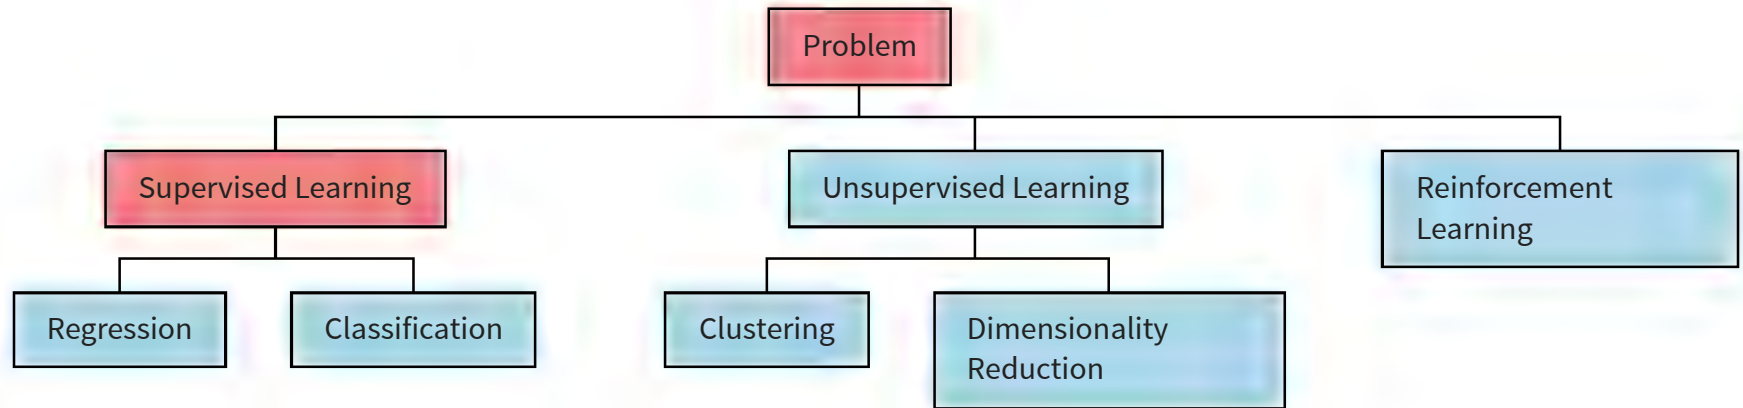 Problem
Supervised Learning
Unsupervised Learning
Reinforcement
Learning
Regression
Classification
Clustering
Dimensionality
Reduction